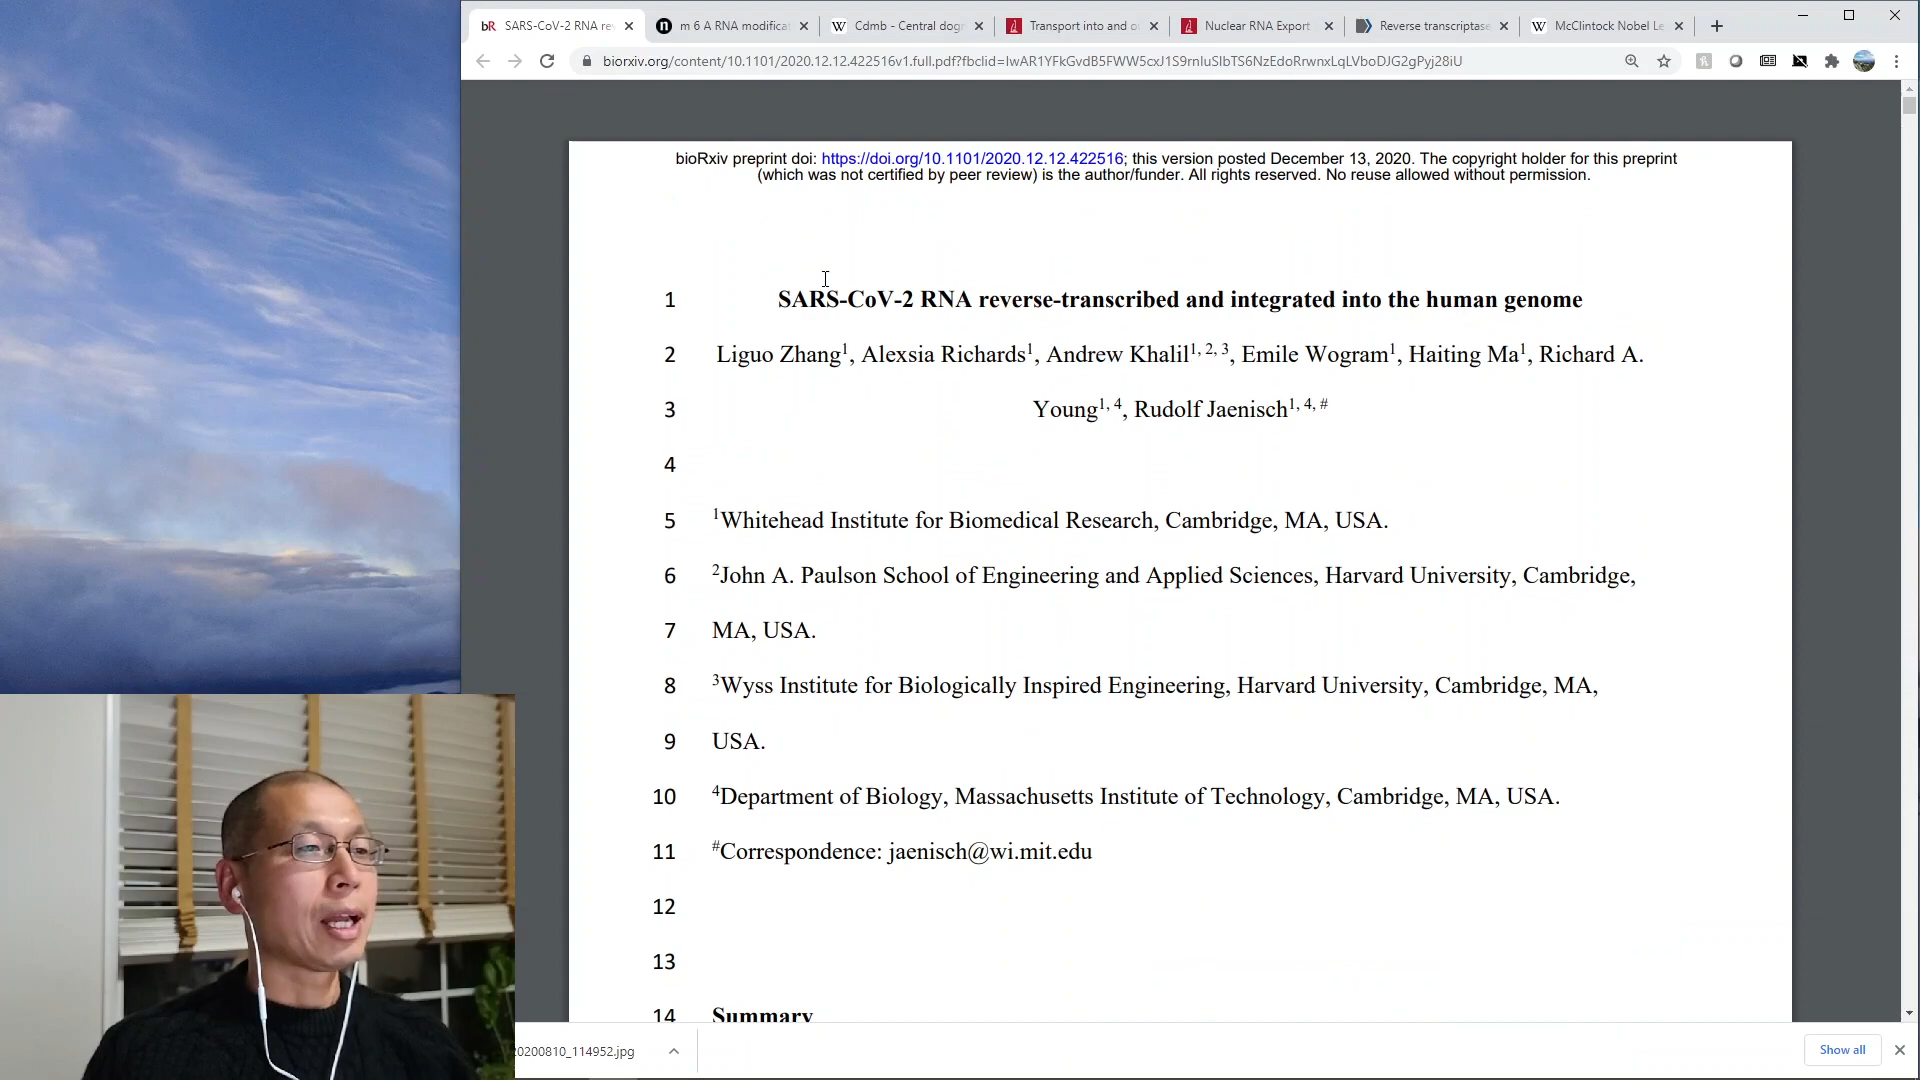 SARS-CoV-2 RNA re
m 6 A RNA modificat
Cdmb - Central dogr
Transport into and o
Nuclear RNA Export
Reverse transcriptase
McClintock Nobel Le
biorxiv.org/content/10.1101/2020.12.12.422516v1.full.pdf?fbclid=IwAR1YFkGvdB5FWW5cxJ1S9rnIuSlbTS6NzEdoRrwnxLqLVboDJG2gPyj28iU
bioRxiv preprint doi: https://doi.org/10.1101/2020.12.12.422516; this version posted December 13, 2020. The copyright holder for this preprint
(which was not certified by peer review) is the author/funder. All rights reserved. No reuse allowed without permission.
1 SARS-CoV-2 RNA reverse-transcribed and integrated into the human genome
2 Liguo Zhang1, Alexsia Richards1, Andrew Khalil1, 2, 3, Emile Wogram1, Haiting Ma1, Richard A.
3 Young1, 4, Rudolf Jaenisch1, 4, #
4
5 1Whitehead Institute for Biomedical Research, Cambridge, MA, USA.
6 2John A. Paulson School of Engineering and Applied Sciences, Harvard University, Cambridge,
7 MA, USA.
8 3Wyss Institute for Biologically Inspired Engineering, Harvard University, Cambridge, MA,
9 USA.
10 4Department of Biology, Massachusetts Institute of Technology, Cambridge, MA, USA.
11 #Correspondence: jaenisch@wi.mit.edu
12
13
14 Summary
20200810_114952.jpg
Show all